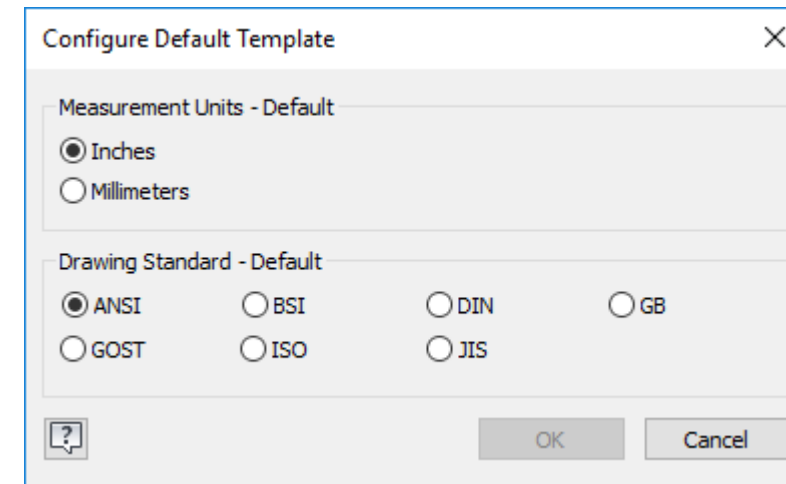 Configure Default Template
Measurement Units - Default
Inches
Millimeters
Drawing Standard - Default
ANSI BSI DIN GB
GOST ISO JIS
? OK Cancel